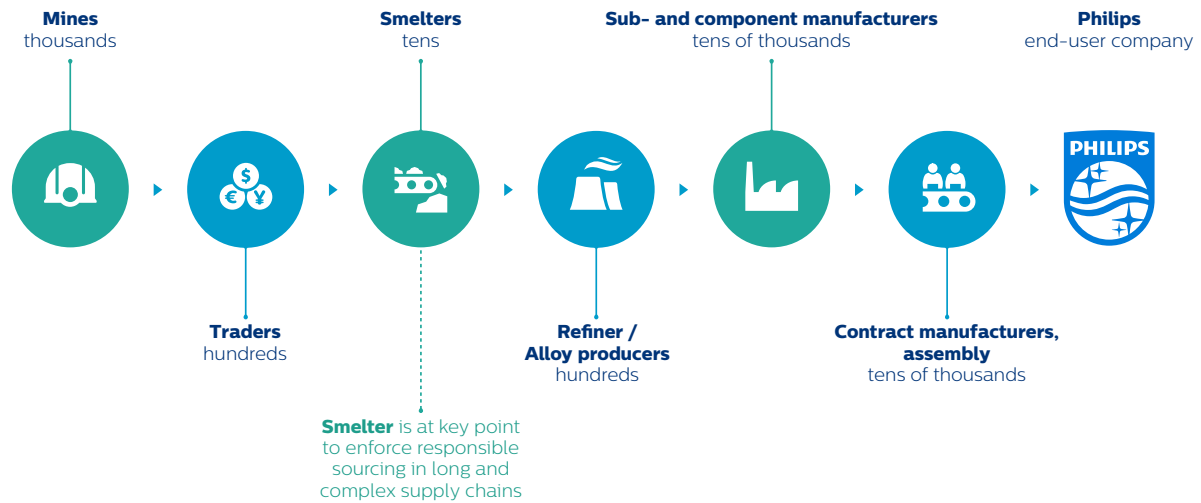 Mines
thousands
Smelters
tens
Sub- and component manufacturers
tens of thousands
Philips
end-user company
$
€ ¥
PHILIPS
Traders
hundreds
Refiner /
Alloy producers
hundreds
Contract manufacturers,
assembly
tens of thousands
Smelter is at key point
to enforce responsible
sourcing in long and
complex supply chains